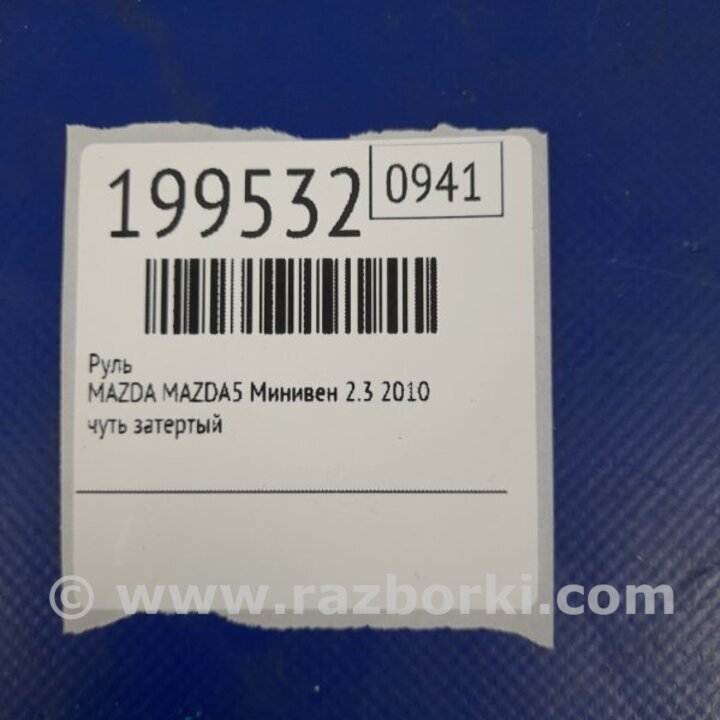 199532
0941
Руль
MAZDA MAZDA5 Минивен 2.3 2010
чуть затертый
© www.razborki.com